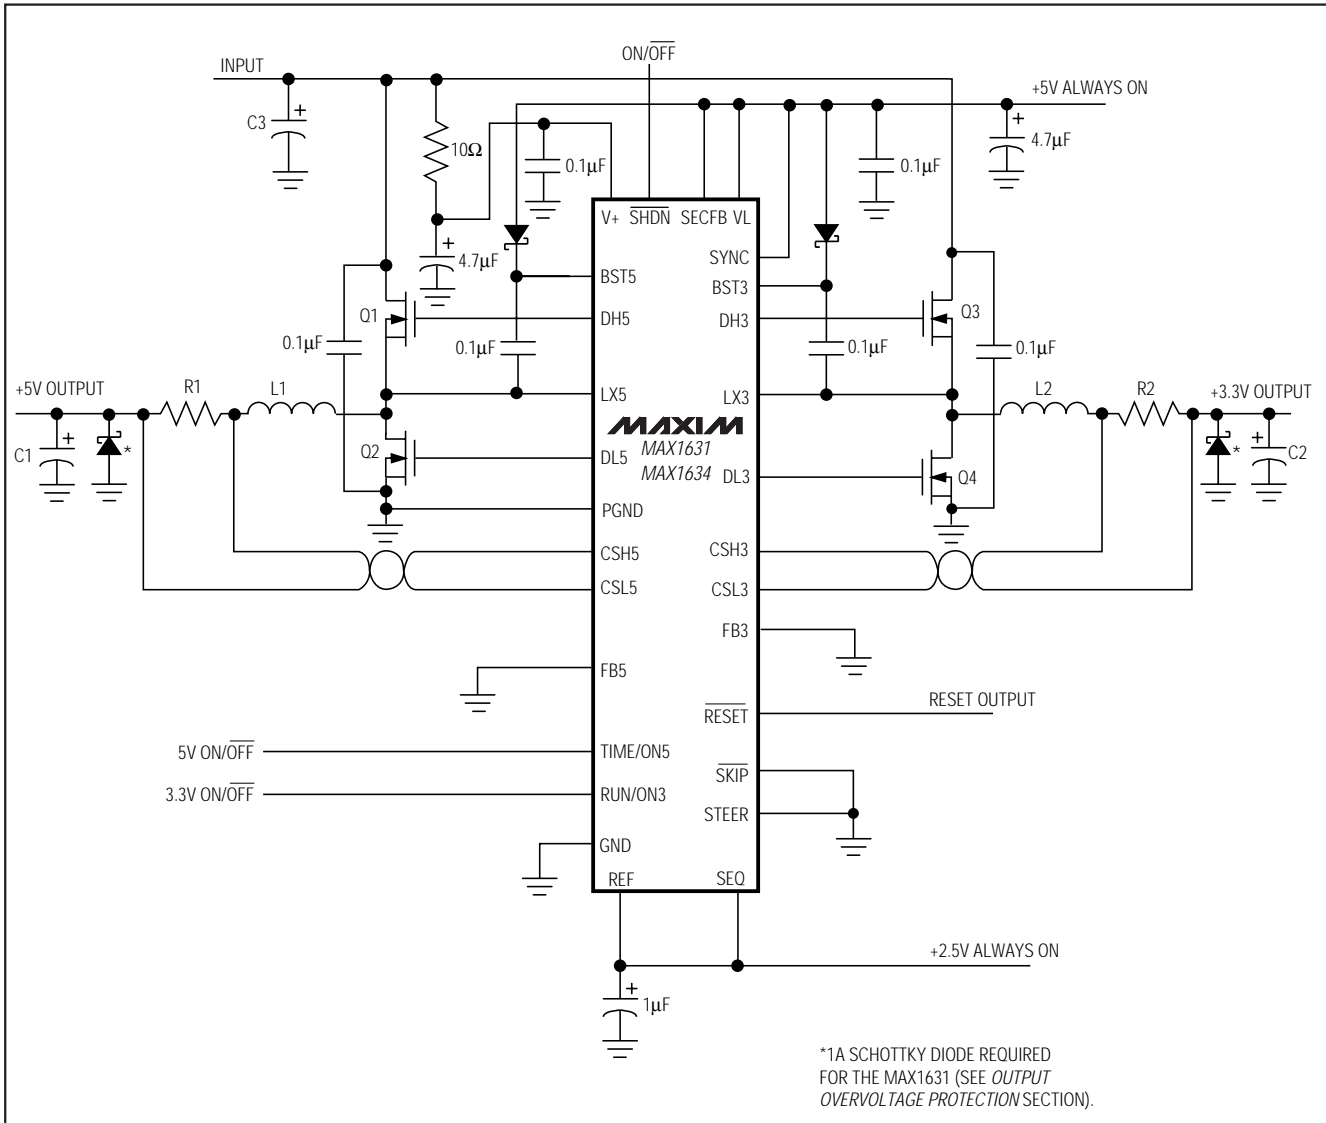 ON/OFF
INPUT
+5V ALWAYS ON
C3
+
10Ω
0.1μF
0.1μF
+
4.7μF
V+
SHDN
SECFB
VL
+
4.7μF
SYNC
BST5
BST3
Q1
DH5
DH3
Q3
0.1μF
0.1μF
0.1μF
0.1μF
+5V OUTPUT
R1
L1
LX5
LX3
L2
R2
+3.3V OUTPUT
MAXIM
MAX1631
MAX1634
C1
+
*
Q2
DL5
DL3
Q4
*
+
C2
PGND
CSH5
CSH3
CSL5
CSL3
FB3
FB5
RESET
RESET OUTPUT
5V ON/OFF
TIME/ON5
SKIP
3.3V ON/OFF
RUN/ON3
STEER
GND
REF
SEQ
+2.5V ALWAYS ON
+
1μF
*1A SCHOTTKY DIODE REQUIRED
FOR THE MAX1631 (SEE OUTPUT
OVERVOLTAGE PROTECTION SECTION).